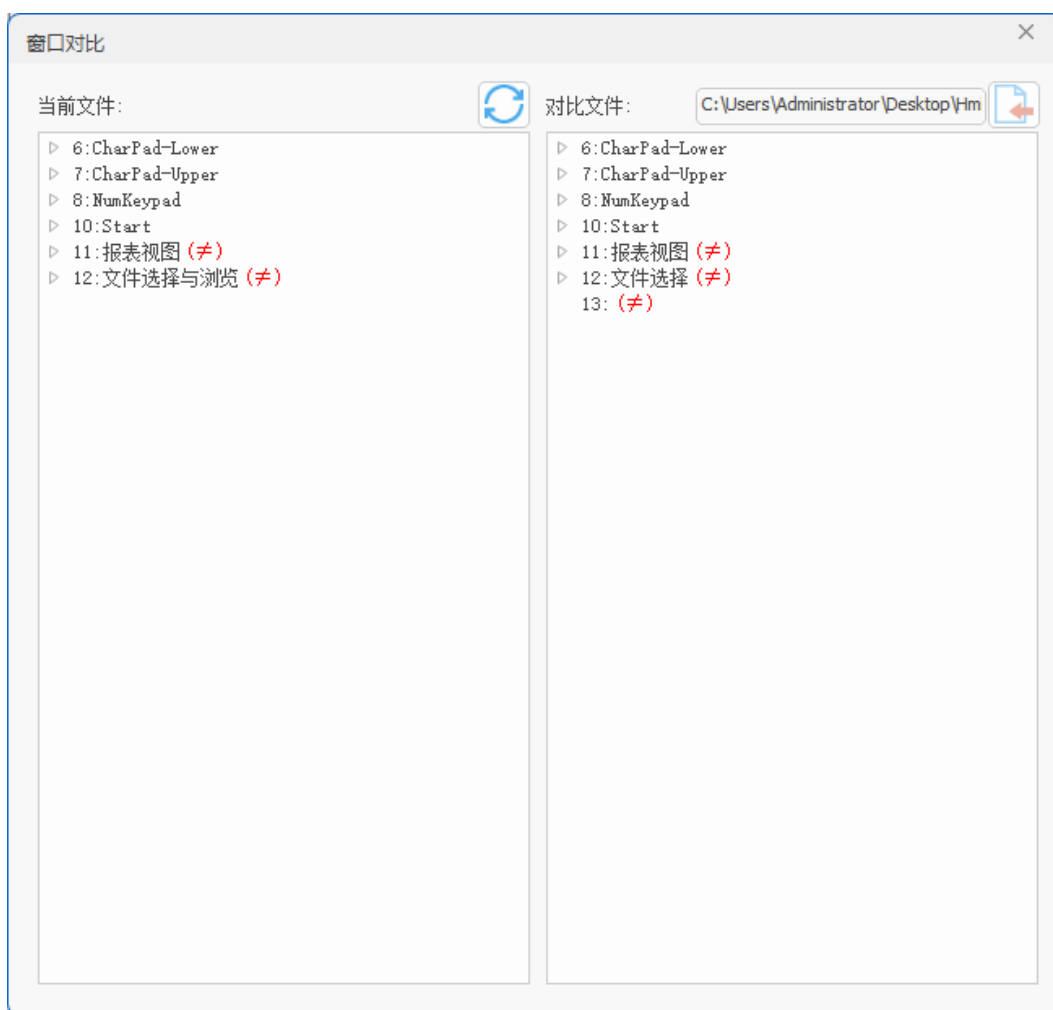 窗口对比
当前文件:
6:CharPad-Lower
7:CharPad-Upper
8:NumKeypad
10:Start
11:报表视图(≠)
12:文件选择与浏览(≠)
对比文件: C:\Users\Administrator\Desktop\Hm
6:CharPad-Lower
7:CharPad-Upper
8:NumKeypad
10:Start
11:报表视图(≠)
12:文件选择(≠)
13:(≠)